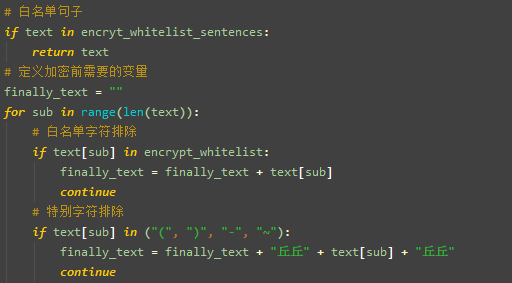 # 白名单句子
if text in encryt_whitelist_sentences:
    return text
# 定义加密前需要的变量
finally_text = ""
for sub in range(len(text)):
    # 白名单字符排除
    if text[sub] in encrypt_whitelist:
        finally_text = finally_text + text[sub]
        continue
    # 特别字符排除
    if text[sub] in ("(", ")", "-", "~"):
        finally_text = finally_text + "丘丘" + text[sub] + "丘丘"
        continue